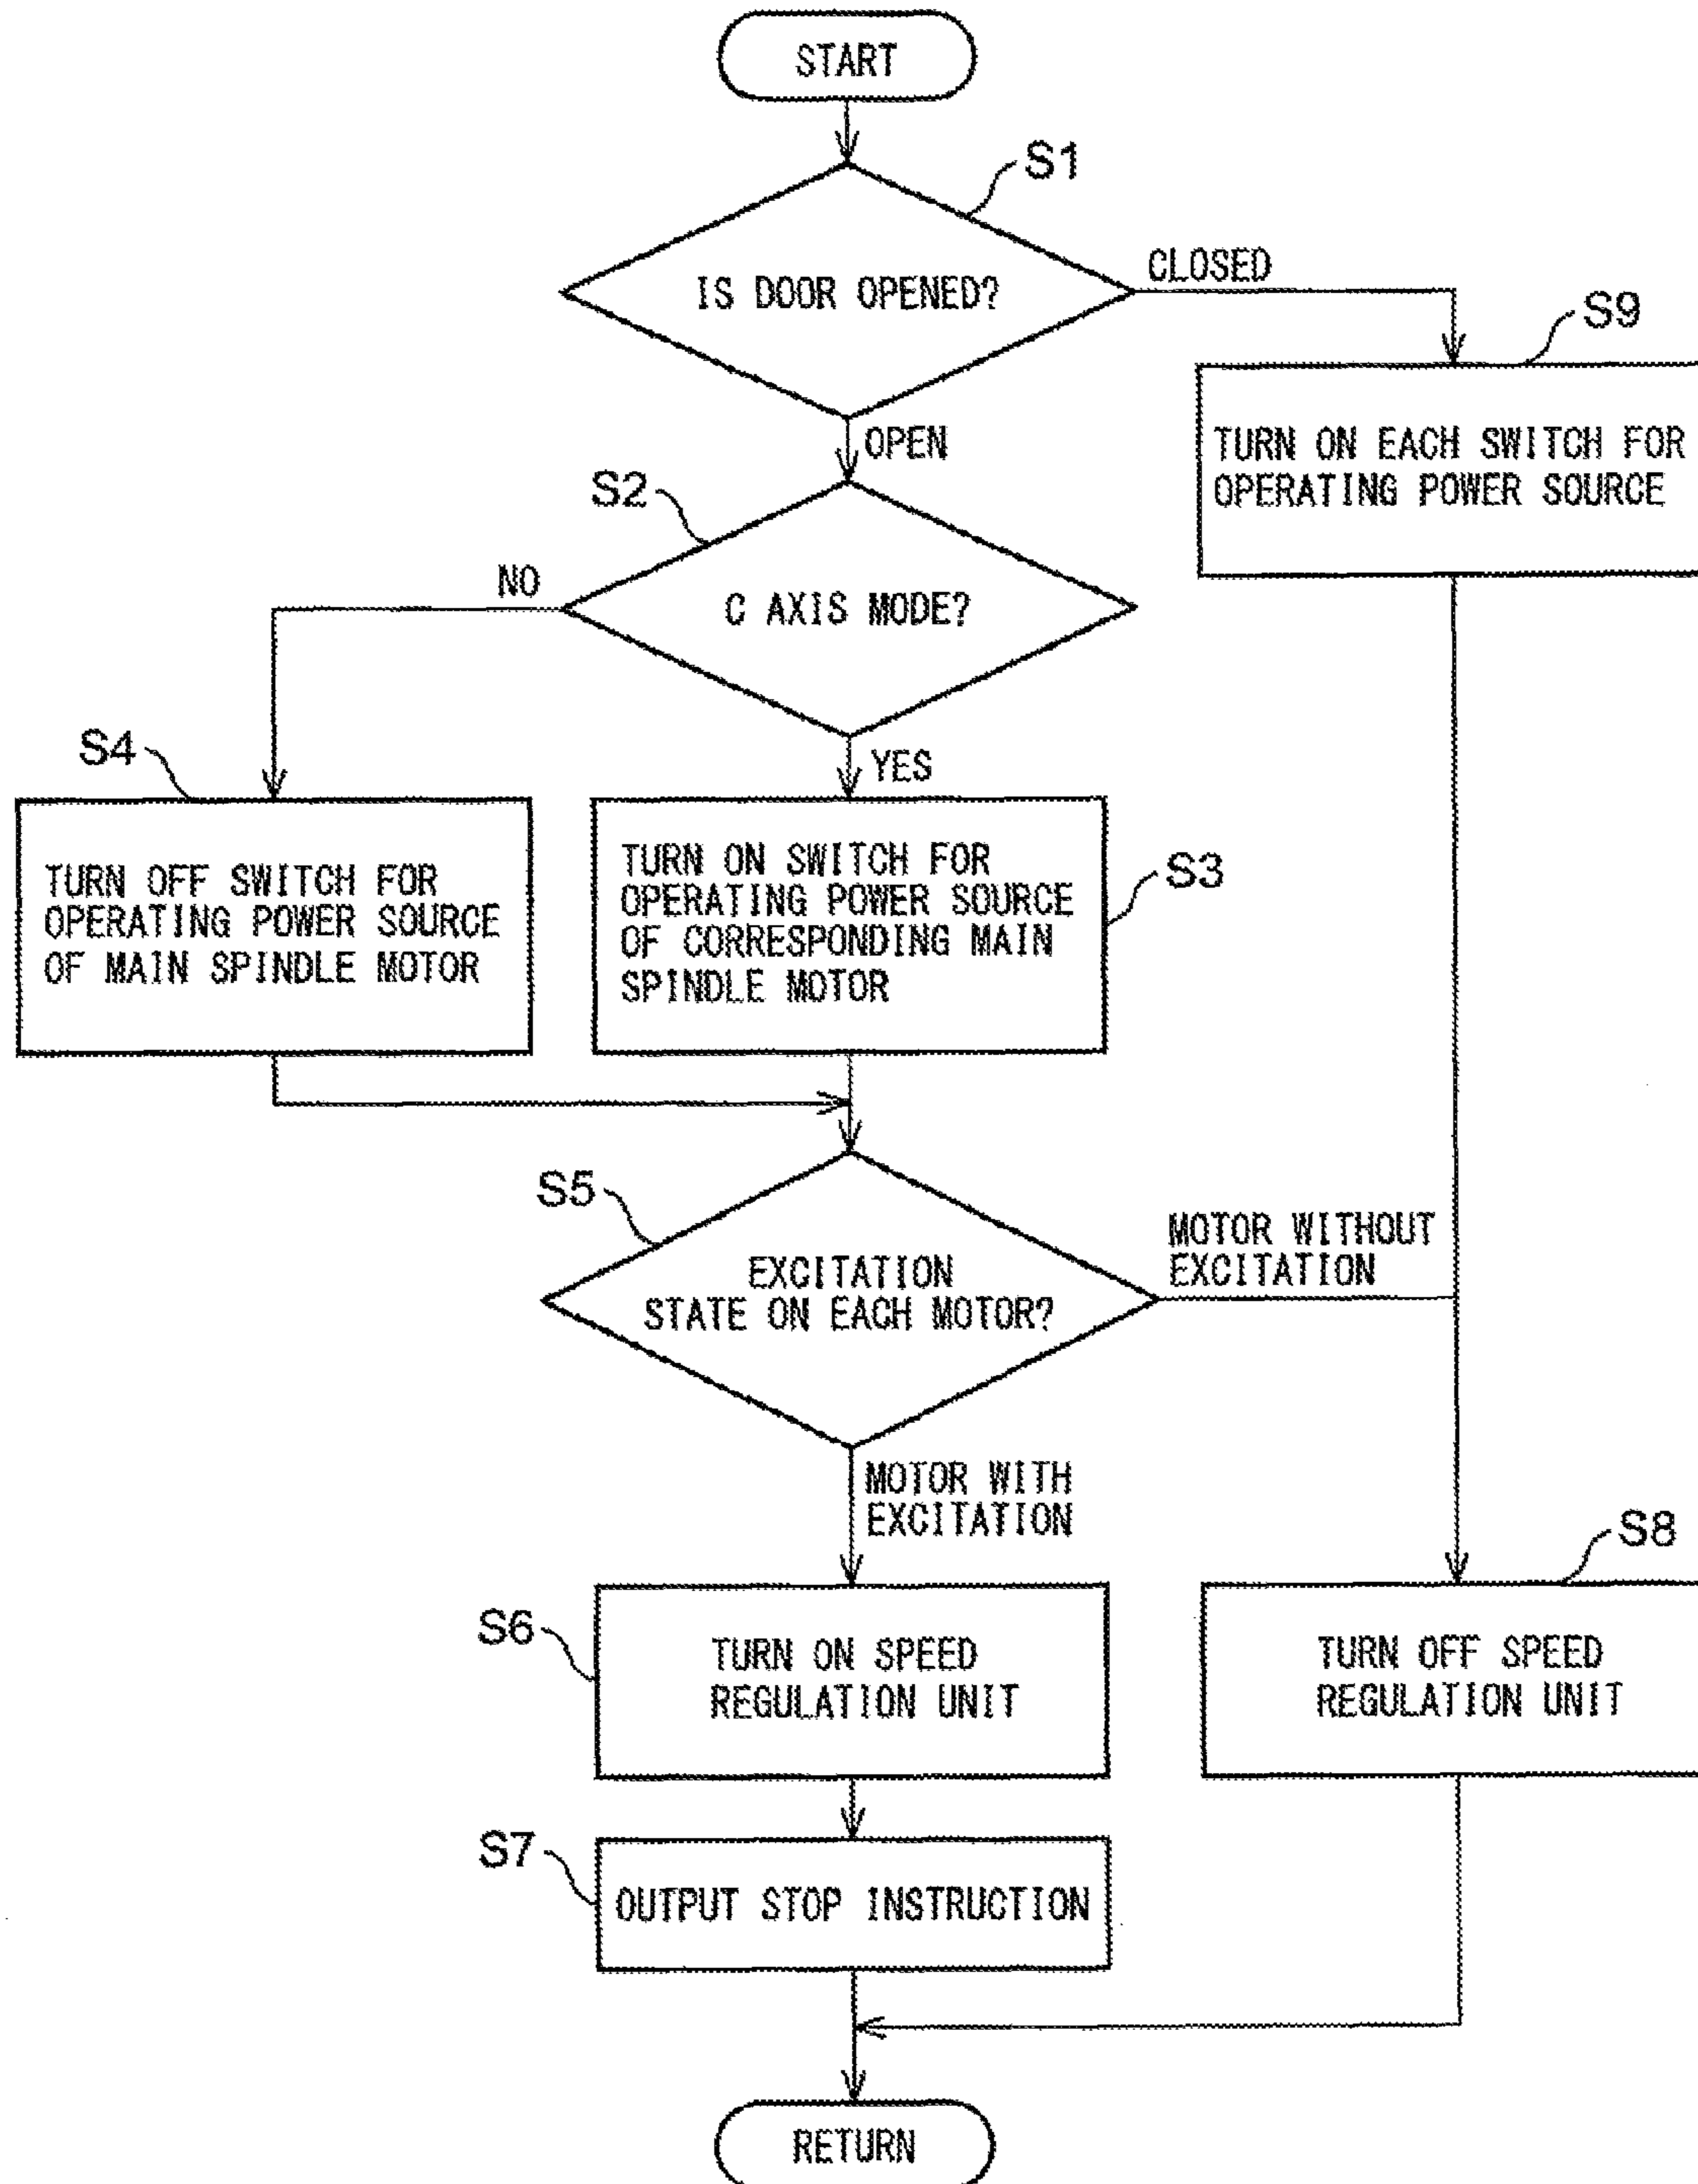 START
S1
IS DOOR OPENED?
CLOSED
S9
TURN ON EACH SWITCH FOR
OPERATING POWER SOURCE
OPEN
S2
C AXIS MODE?
NO
YES
S4
TURN OFF SWITCH FOR
OPERATING POWER SOURCE
OF MAIN SPINDLE MOTOR
TURN ON SWITCH FOR
OPERATING POWER SOURCE
OF CORRESPONDING MAIN
SPINDLE MOTOR
S3
S5
EXCITATION
STATE ON EACH MOTOR?
MOTOR WITHOUT
EXCITATION
MOTOR WITH
EXCITATION
S6
TURN ON SPEED
REGULATION UNIT
S8
TURN OFF SPEED
REGULATION UNIT
S7
OUTPUT STOP INSTRUCTION
RETURN